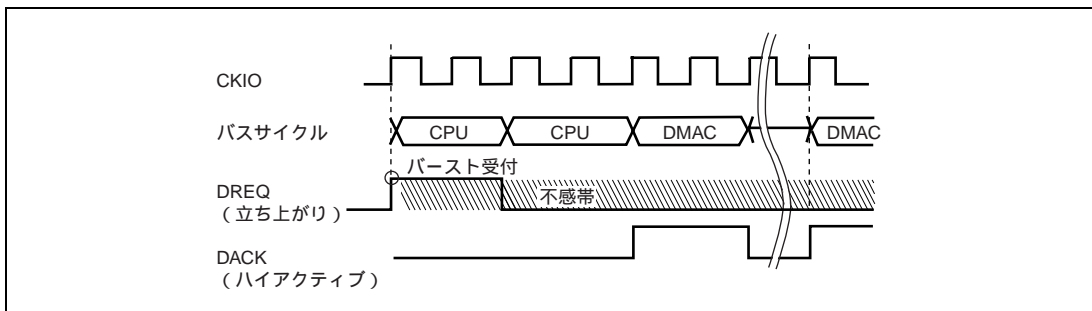 CKIO
バスサイクル CPU CPU DMAC DMAC
バースト受付
DREQ 不感帯
（立ち上がり）
DACK
（ハイアクティブ）